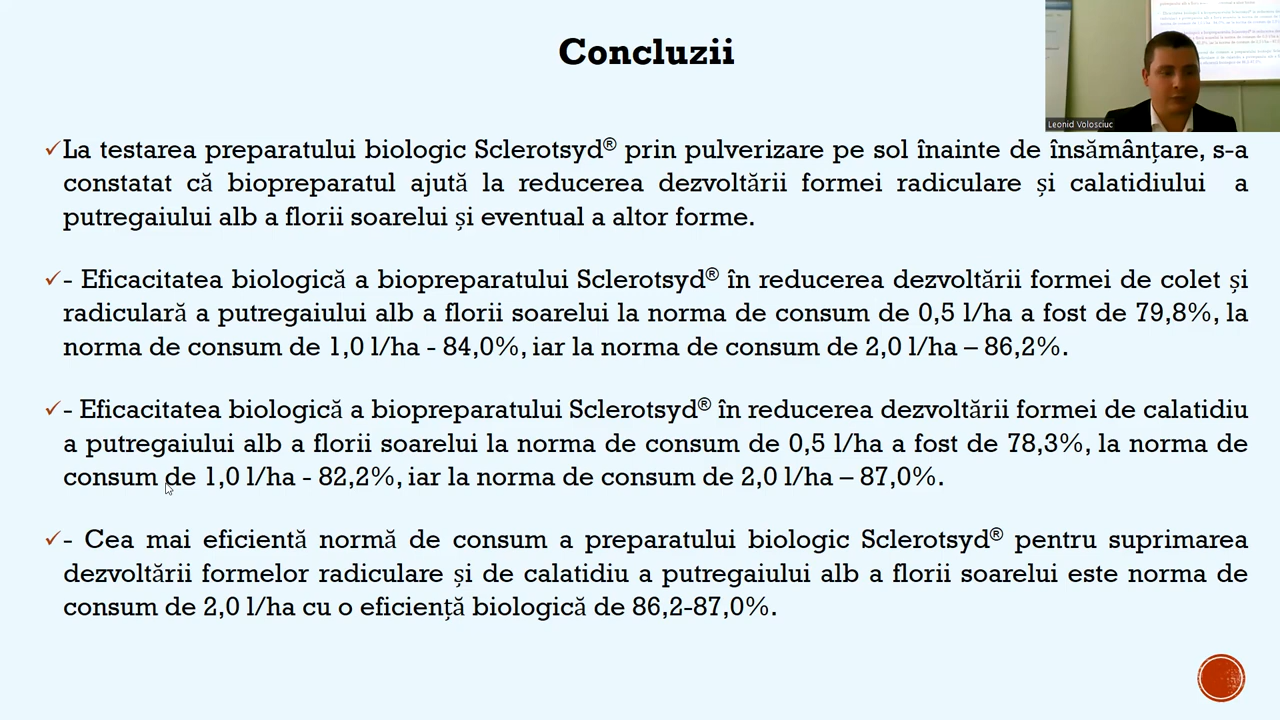 Concluzii
Leonid Volosciuc
La testarea preparatului biologic Sclerotsyd® prin pulverizare pe sol înainte de însămânțare, s-a
constatat că biopreparatul ajută la reducerea dezvoltării formei radiculare și calatidiului a
putregaiului alb a florii soarelui și eventual a altor forme.
- Eficacitatea biologică a biopreparatului Sclerotsyd® în reducerea dezvoltării formei de colet și
radiculară a putregaiului alb a florii soarelui la norma de consum de 0,5 l/ha a fost de 79,8%, la
norma de consum de 1,0 l/ha - 84,0%, iar la norma de consum de 2,0 l/ha – 86,2%.
- Eficacitatea biologică a biopreparatului Sclerotsyd® în reducerea dezvoltării formei de calatidiu
a putregaiului alb a florii soarelui la norma de consum de 0,5 l/ha a fost de 78,3%, la norma de
consum de 1,0 l/ha - 82,2%, iar la norma de consum de 2,0 l/ha – 87,0%.
- Cea mai eficientă normă de consum a preparatului biologic Sclerotsyd® pentru suprimarea
dezvoltării formelor radiculare și de calatidiu a putregaiului alb a florii soarelui este norma de
consum de 2,0 l/ha cu o eficiență biologică de 86,2-87,0%.